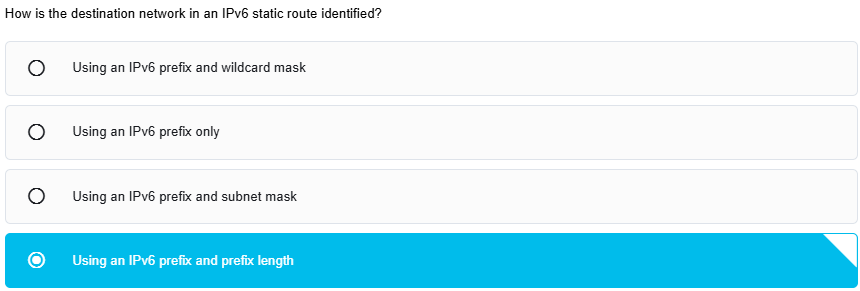 How is the destination network in an IPv6 static route identified?
Using an IPv6 prefix and wildcard mask
Using an IPv6 prefix only
Using an IPv6 prefix and subnet mask
Using an IPv6 prefix and prefix length